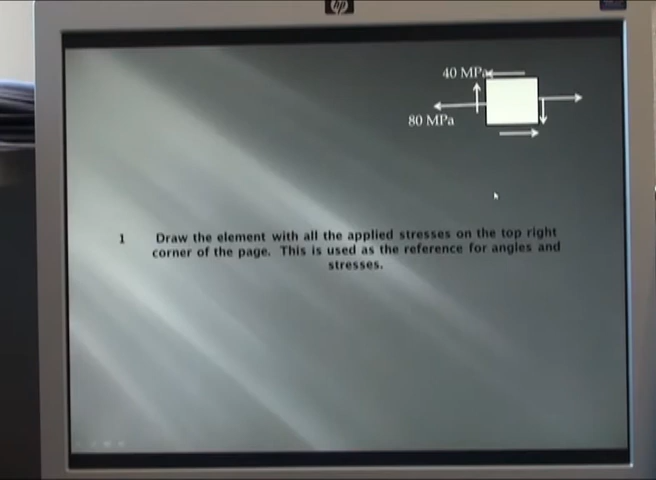 hp
40 MPa
80 MPa
1 Draw the element with all the applied stresses on the top right
corner of the page. This is used as the reference for angles and
stresses.